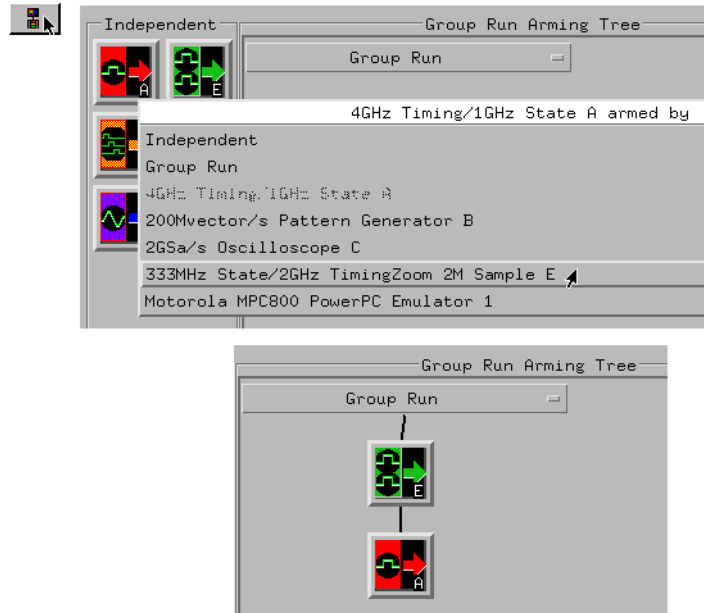 Independent
Group Run Arming Tree
A
E
Group Run
4GHz Timing/1GHz State A armed by
Independent
Group Run
4GHz Timing/1GHz State A
200Mvector/s Pattern Generator B
2GSa/s Oscilloscope C
333MHz State/2GHz TimingZoom 2M Sample E
Motorola MPC800 PowerPC Emulator 1
Group Run Arming Tree
Group Run
E
A